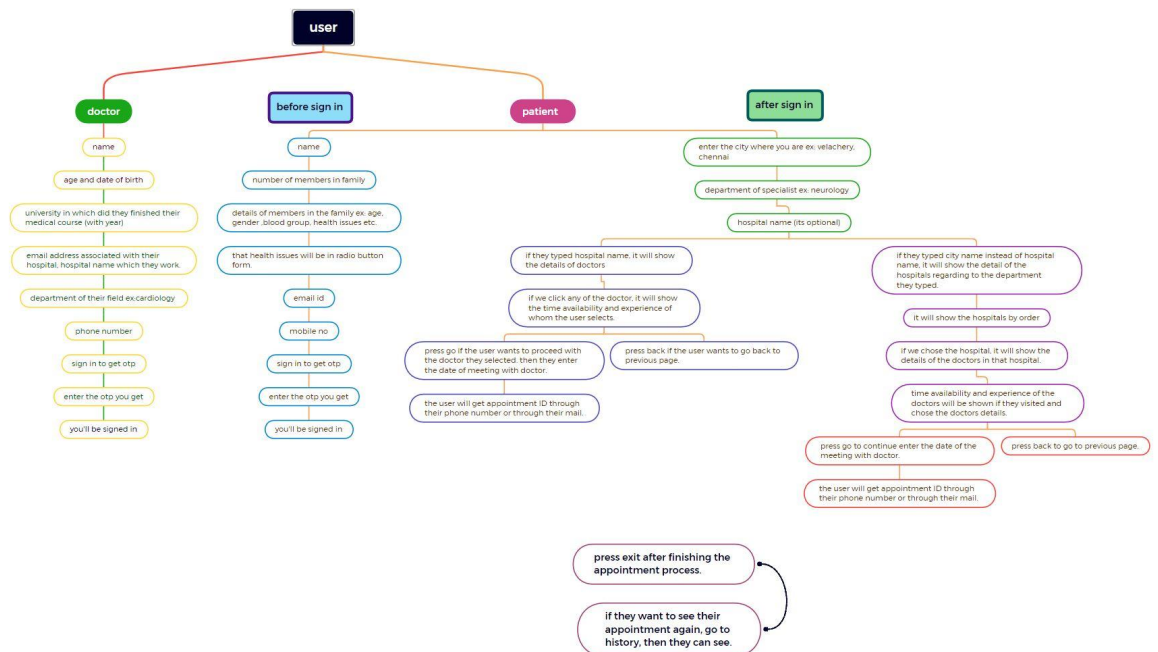 user
doctor
before sign in
patient
after sign in
name
age and date of birth
university in which did they finished their
medical course (with year)
email address associated with their
hospital, hospital name which they work.
department of their field ex:cardiology
phone number
sign in to get otp
enter the otp you get
you'll be signed in
name
number of members in family
details of members in the family ex: age,
gender ,blood group, health issues etc.
that health issues will be in radio button
form.
email id
mobile no
sign in to get otp
enter the otp you get
you'll be signed in
enter the city where you are ex: velachery,
chennai
department of specialist ex: neurology
hospital name (its optional)
if they typed hospital name, it will show
the details of doctors
if we click any of the doctor, it will show
the time availability and experience of
whom the user selects.
press go if the user wants to proceed with
the doctor they selected. then they enter
the date of meeting with doctor.
press back if the user wants to go back to
previous page.
the user will get appointment ID through
their phone number or through their mail.
if they typed city name instead of hospital
name, it will show the detail of the
hospitals regarding to the department
they typed.
it will show the hospitals by order
if we chose the hospital, it will show the
details of the doctors in that hospital.
time availability and experience of the
doctors will be shown if they visited and
chose the doctors details.
press go to continue enter the date of the
meeting with doctor.
press back to go to previous page.
the user will get appointment ID through
their phone number or through their mail.
press exit after finishing the
appointment process.
if they want to see their
appointment again, go to
history, then they can see.